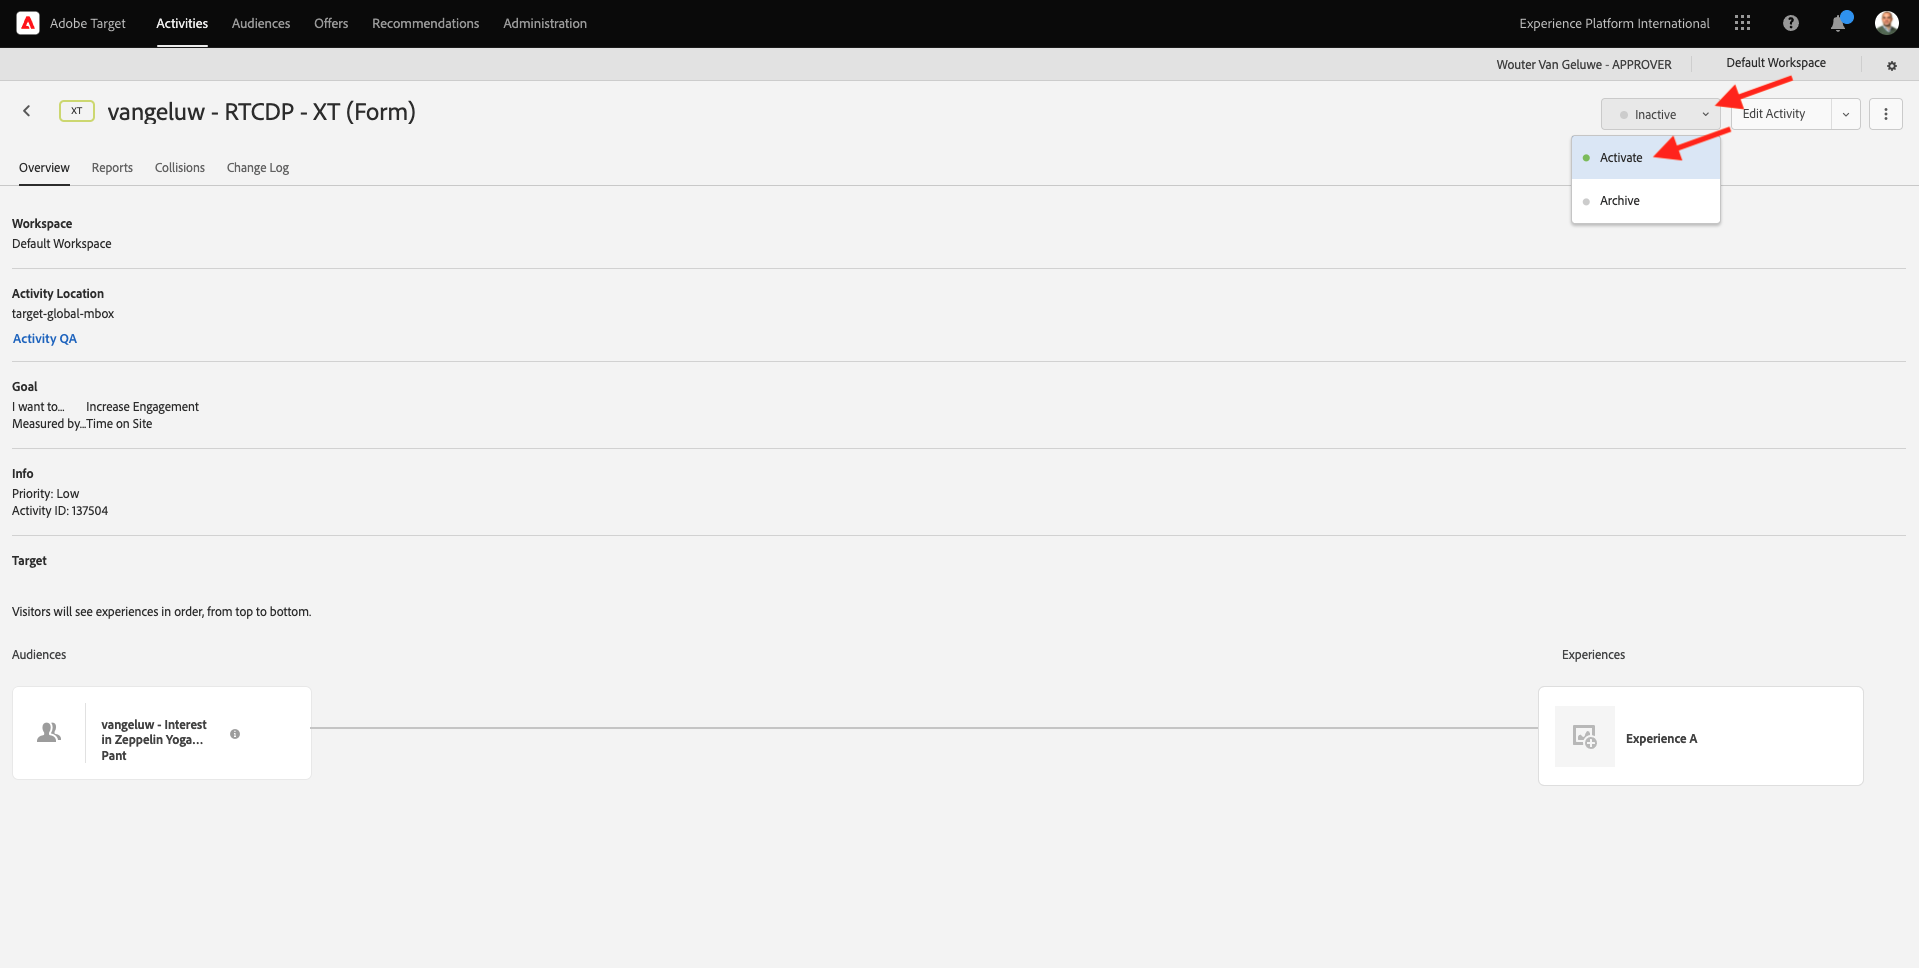 Adobe Target
Activities
Audiences
Offers
Recommendations
Administration
Experience Platform International
Wouter Van Geluwe - APPROVER
Default Workspace
XT
vangeluw - RTCDP - XT (Form)
Inactive
Edit Activity
Activate
Archive
Overview
Reports
Collisions
Change Log
Workspace
Default Workspace
Activity Location
target-global-mbox
Activity QA
Goal
I want to... Increase Engagement
Measured by...Time on Site
Info
Priority: Low
Activity ID: 137504
Target
Visitors will see experiences in order, from top to bottom.
Audiences
Experiences
vangeluw - Interest
in Zeppelin Yoga...
Pant
Experience A